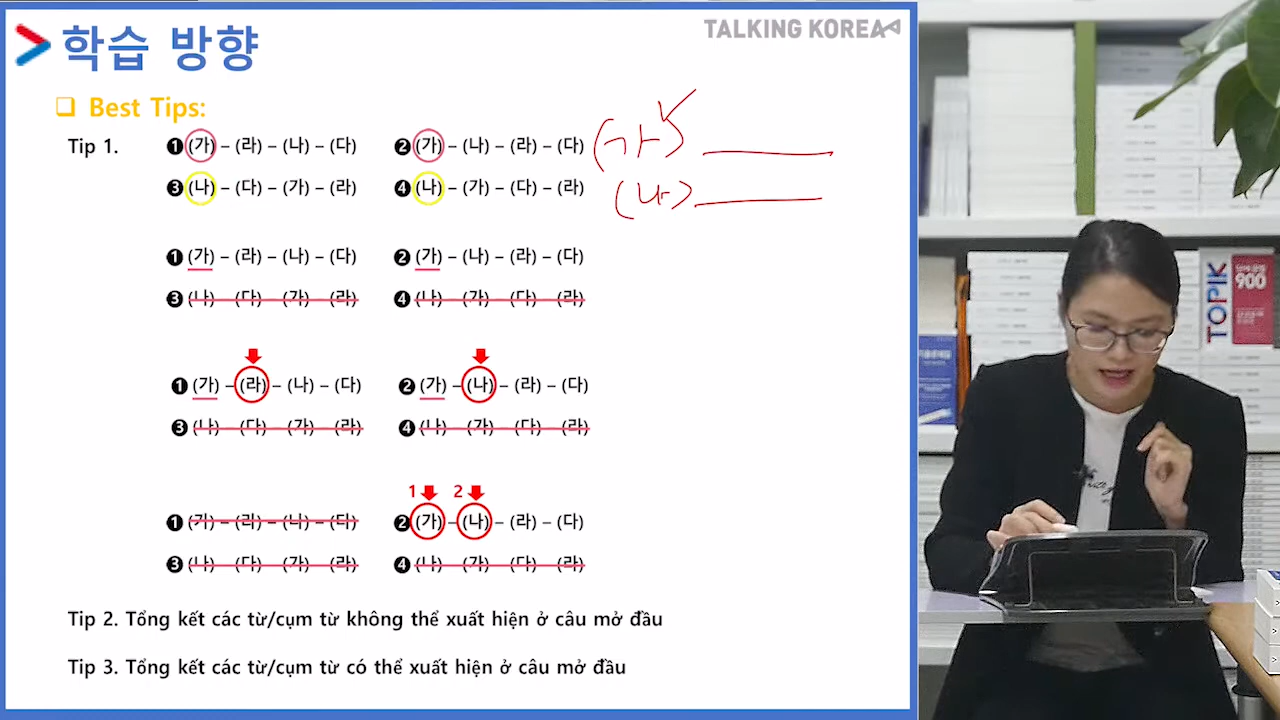 학습 방향
TALKING KOREA
❑ Best Tips:
Tip 1. ❶ (가) – (라) – (나) – (다) ❷ (가) – (나) – (라) – (다) (가)
❸ (나) – (다) – (가) – (라) ❹ (나) – (가) – (다) – (라) (나)
❶ (가) – (라) – (나) – (다) ❷ (가) – (나) – (라) – (다)
❸ (나) – (다) – (가) – (라) ❹ (나) – (가) – (다) – (라)
❶ (가) – (라) – (나) – (다) ❷ (가) – (나) – (라) – (다)
❸ (나) – (다) – (가) – (라) ❹ (나) – (가) – (다) – (라)
1 2
❶ (가) – (라) – (나) – (다) ❷ (가) – (나) – (라) – (다)
❸ (나) – (다) – (가) – (라) ❹ (나) – (가) – (다) – (라)
Tip 2. Tổng kết các từ/cụm từ không thể xuất hiện ở câu mở đầu
Tip 3. Tổng kết các từ/cụm từ có thể xuất hiện ở câu mở đầu
TOPIK
900